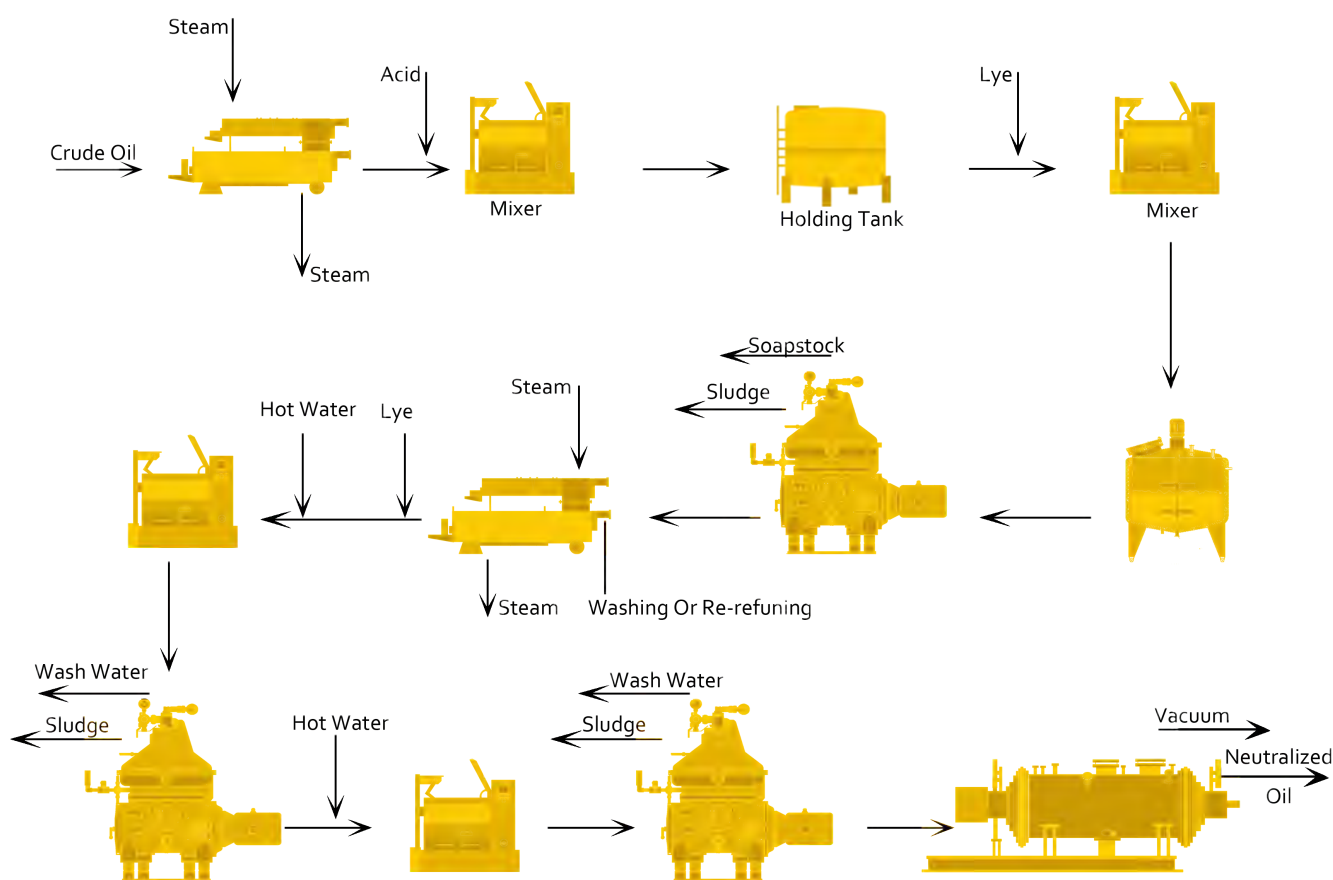 Steam
Acid
Lye
Crude Oil
Mixer
Holding Tank
Mixer
Steam
Soapstock
Sludge
Steam
Hot Water
Lye
Steam
Washing Or Re-refuning
Wash Water
Sludge
Hot Water
Wash Water
Sludge
Vacuum
Neutralized
Oil